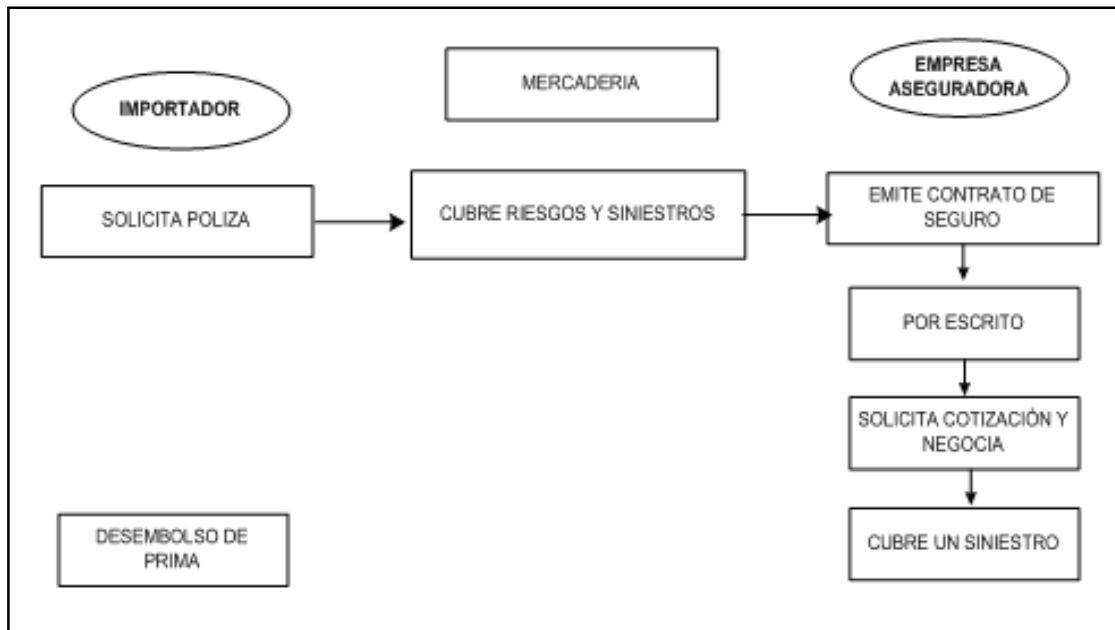 IMPORTADOR
MERCADERIA
EMPRESA
ASEGURADORA
SOLICITA POLIZA
CUBRE RIESGOS Y SINIESTROS
EMITE CONTRATO DE
SEGURO
POR ESCRITO
SOLICITA COTIZACIÓN Y
NEGOCIA
DESEMBOLSO DE
PRIMA
CUBRE UN SINIESTRO